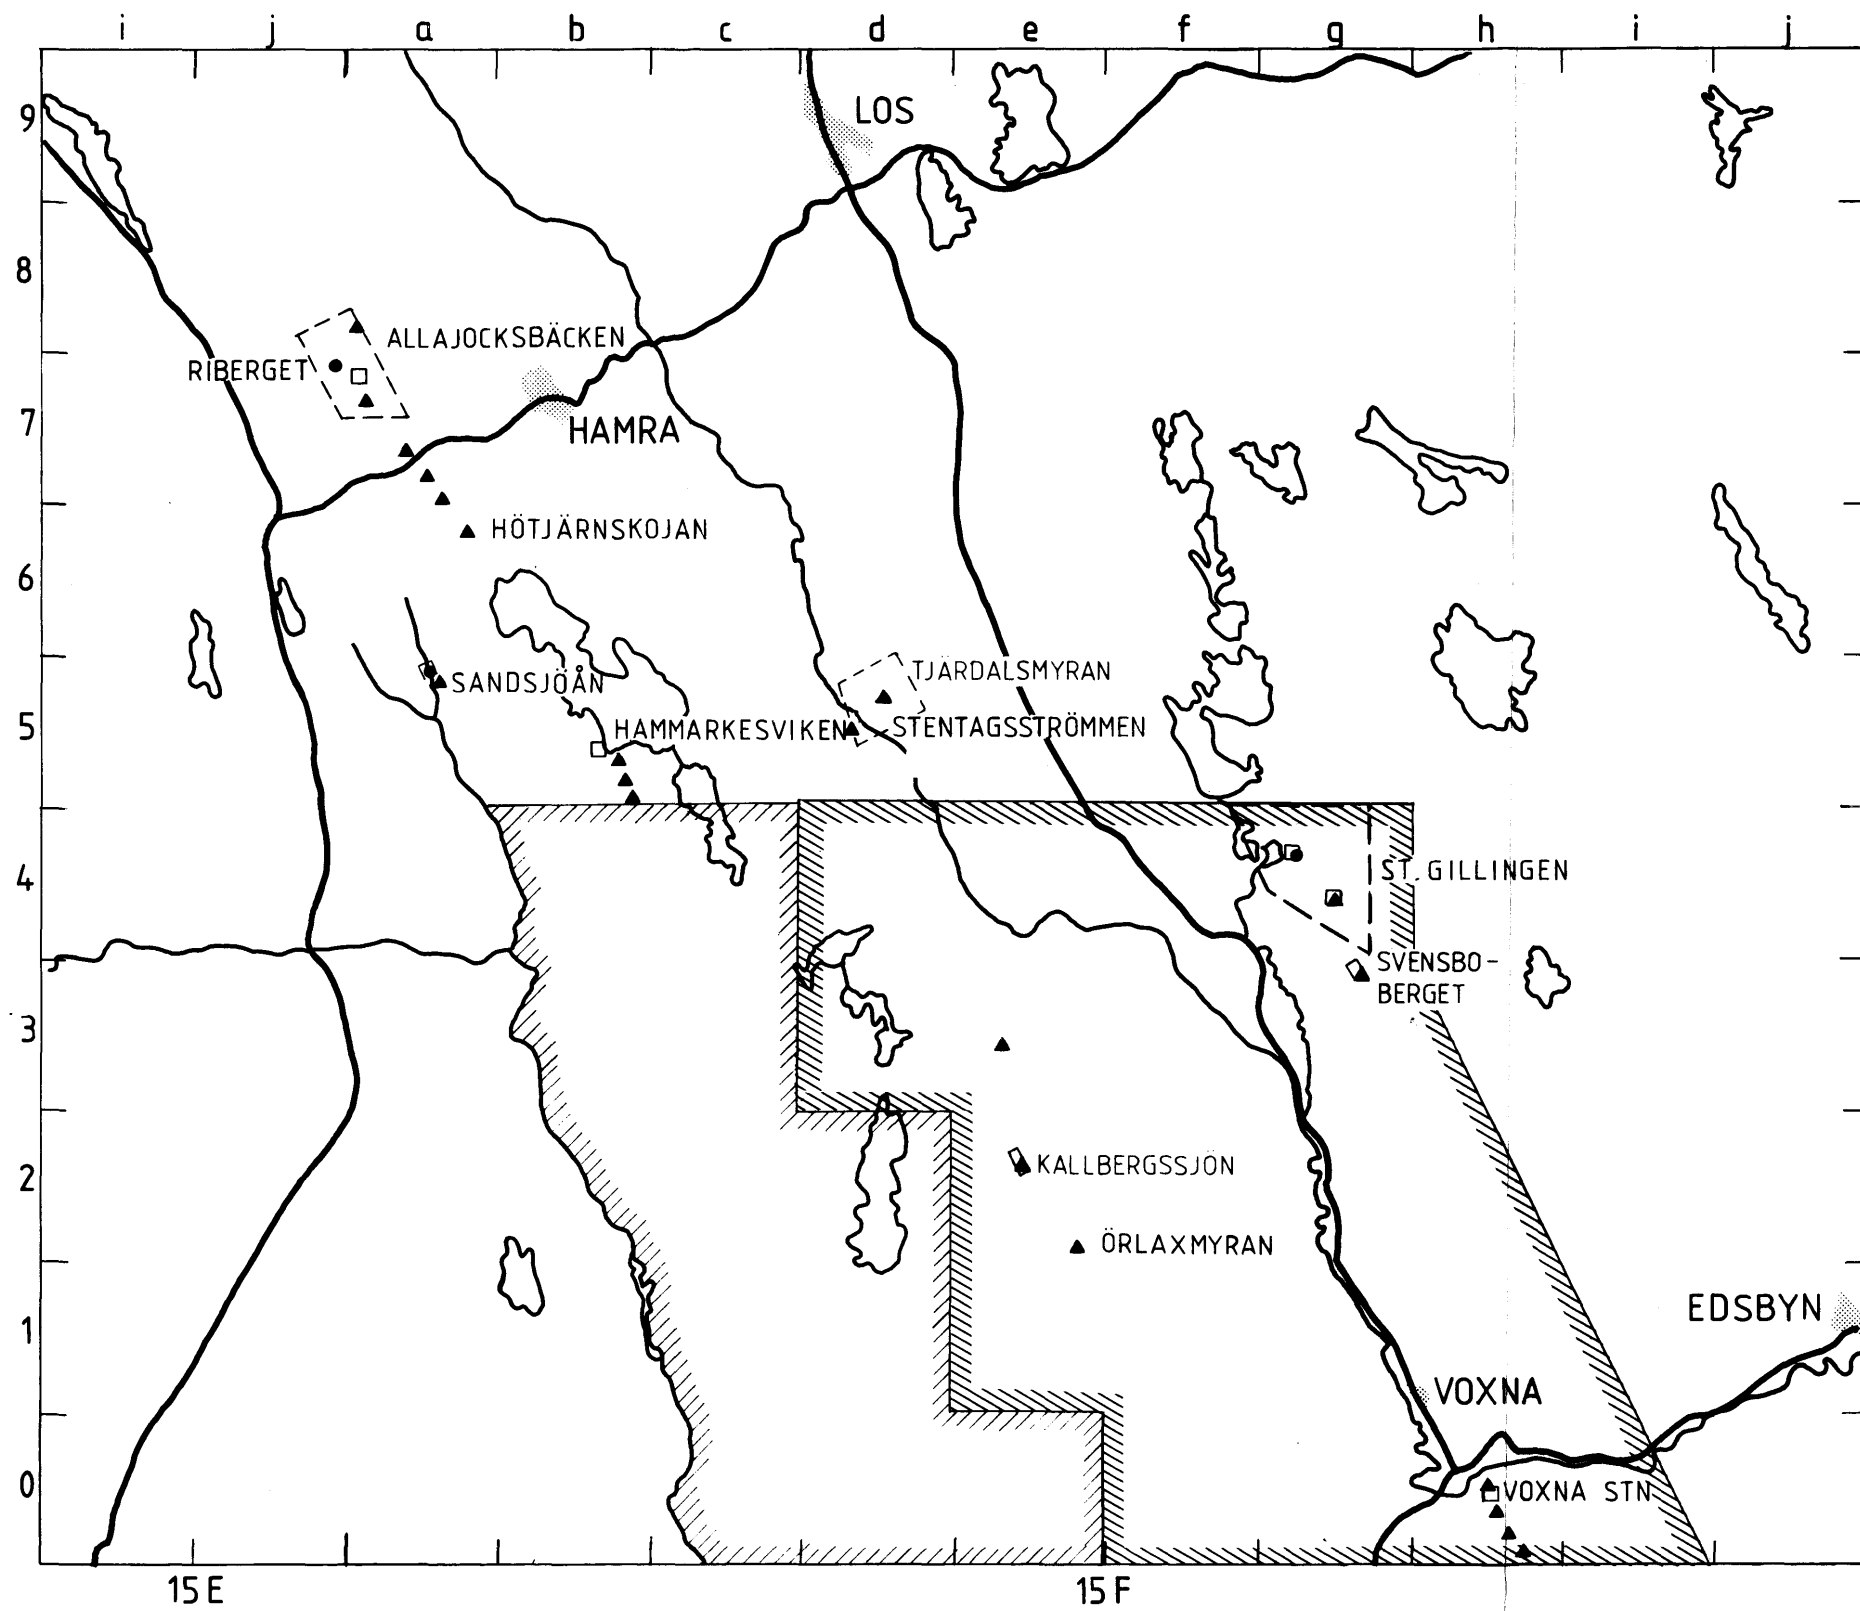 i j a b c d e f g h i j
9
LOS
8
ALLAJOCKSBÄCKEN
RIBERGET
7
HAMRA
HÖTJÄRNSKOJAN
6
TJÄRDALSMYRAN
SANDSJÖÅN
5
HAMMARKESVIKEN
STENTAGSSTRÖMMEN
4
ST. GILLINGEN
SVENSBO-
BERGET
3
2
KALLBERGSSJÖN
ÖRLAXMYRAN
1
EDSBYN
VOXNA
0
VOXNA STN
15 E
15 F